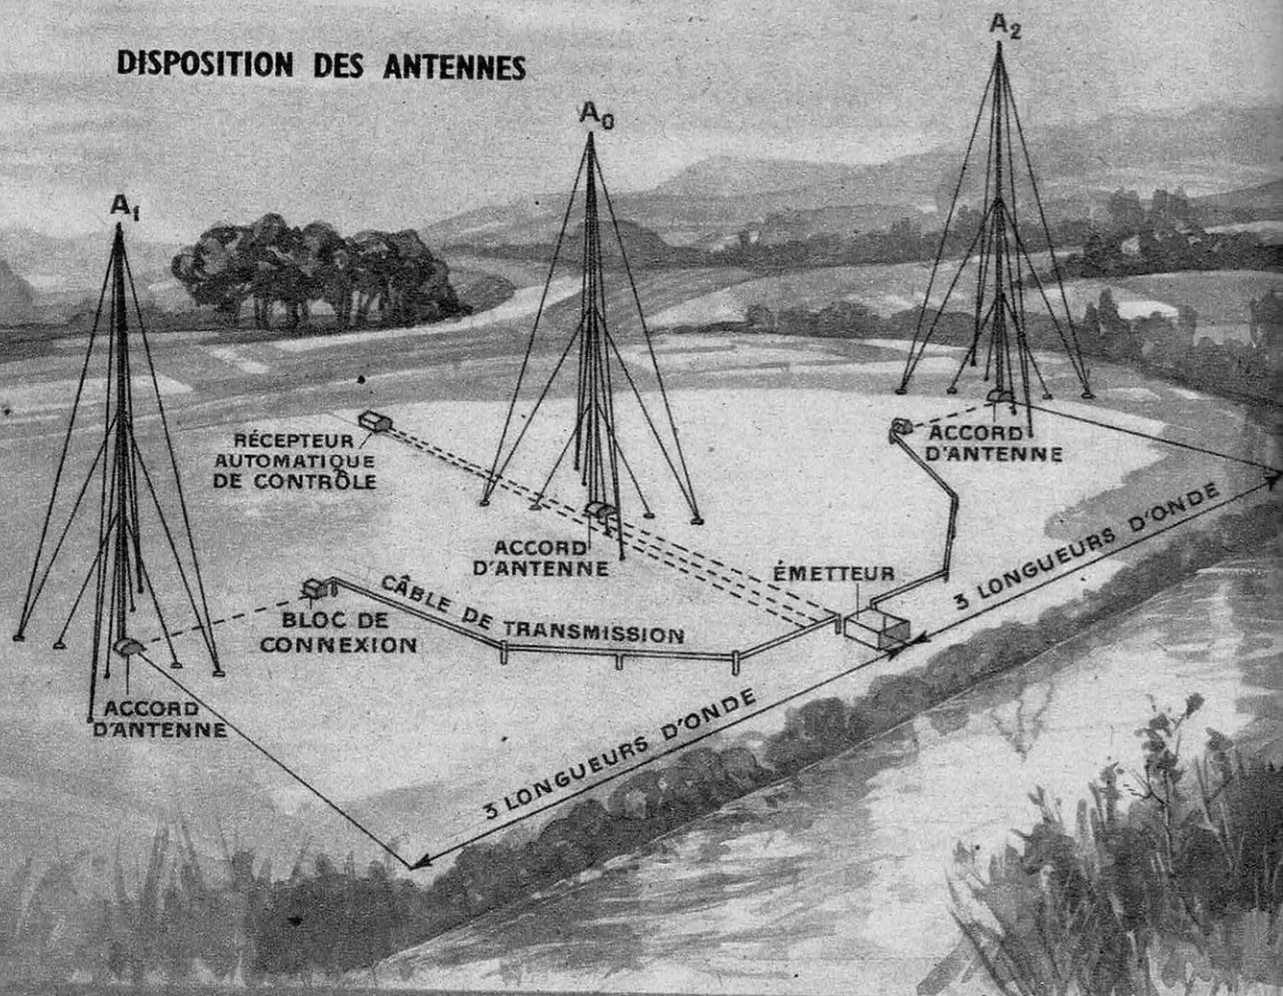 DISPOSITION DES ANTENNES
A2
A0
A1
RÉCEPTEUR
AUTOMATIQUE
DE CONTRÔLE
ACCORD
D'ANTENNE
ACCORD
D'ANTENNE
ÉMETTEUR
3 LONGUEURS D'ONDE
CÂBLE DE TRANSMISSION
BLOC DE
CONNEXION
ACCORD
D'ANTENNE
3 LONGUEURS D'ONDE